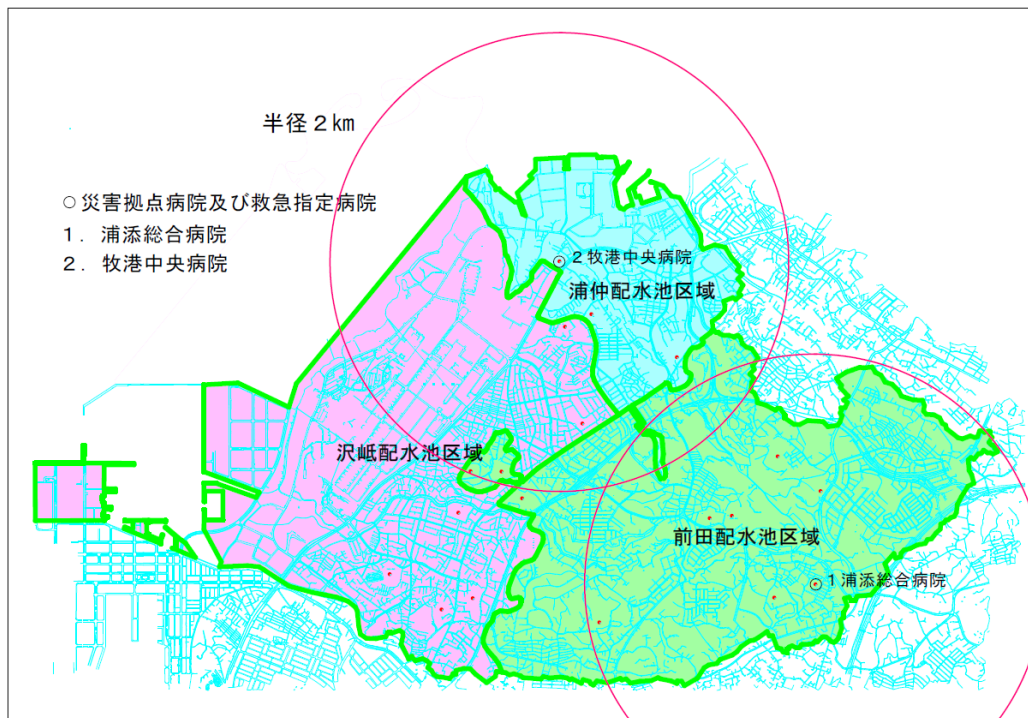 半径２㎞
○災害拠点病院及び救急指定病院
１．浦添総合病院
２．牧港中央病院
２牧港中央病院
浦仲配水池区域
沢岻配水池区域
前田配水池区域
１浦添総合病院